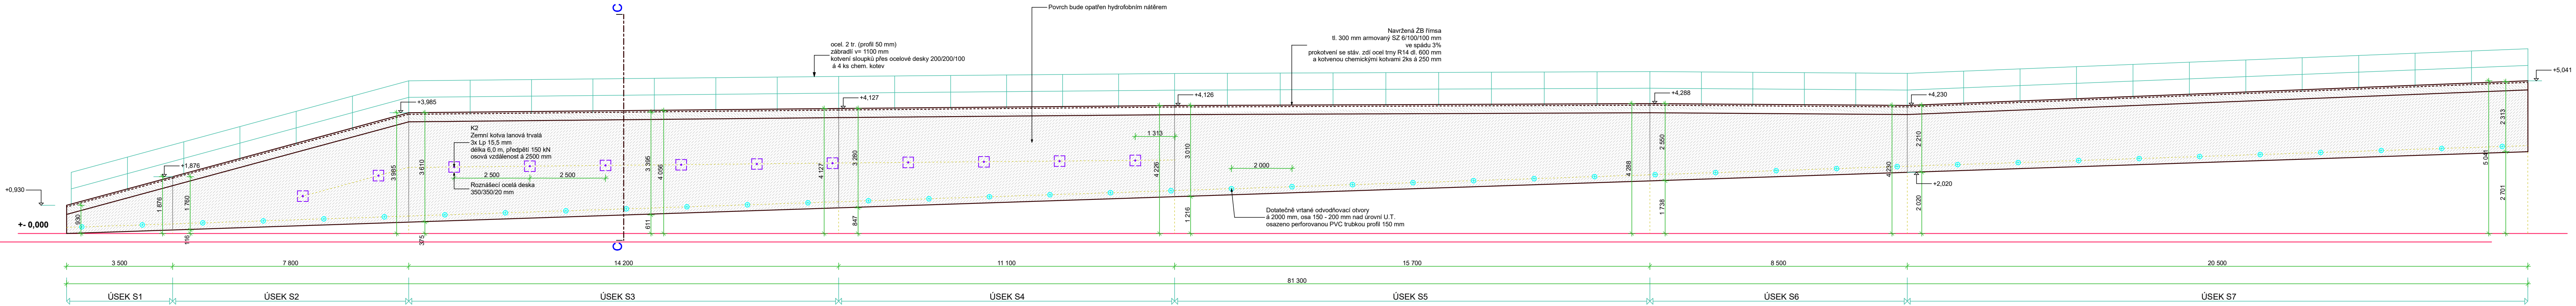 C
Povrch bude opatřen hydrofobním nátěrem
ocel. 2 tr. (profil 50 mm)
zábradlí v= 1100 mm
kotvení sloupků přes ocelové desky 200/200/100
á 4 ks chem. kotev
Navržená ŽB římsa
tl. 300 mm armovaný SZ 6/100/100 mm
ve spádu 3%
prokotvení se stáv. zdí ocel trny R14 dl. 600 mm
a kotvenou chemickými kotvami 2ks á 250 mm
+5,041
+3,985
+4,127
+4,126
+4,288
+4,230
K2
Zemní kotva lanová trvalá
3x Lp 15,5 mm
délka 6,0 m, předpětí 150 kN
osová vzdálenost á 2500 mm
Roznášecí ocelá deska
350/350/20 mm
2 500
2 500
1 313
2 000
+1,876
+0,930
+- 0,000
930
1 876
1 760
116
3 985
3 610
375
3 395
4 056
611
4 127
3 280
847
4 226
3 010
1 216
4 288
2 550
1 738
4 230
2 210
2 020
+2,020
5 041
2 313
2 701
Dotatečně vrtané odvodňovací otvory
á 2000 mm, osa 150 - 200 mm nad úrovní U.T.
osazeno perforovanou PVC trubkou profil 150 mm
C
3 500
7 800
14 200
11 100
15 700
8 500
20 500
81 300
ÚSEK S1
ÚSEK S2
ÚSEK S3
ÚSEK S4
ÚSEK S5
ÚSEK S6
ÚSEK S7